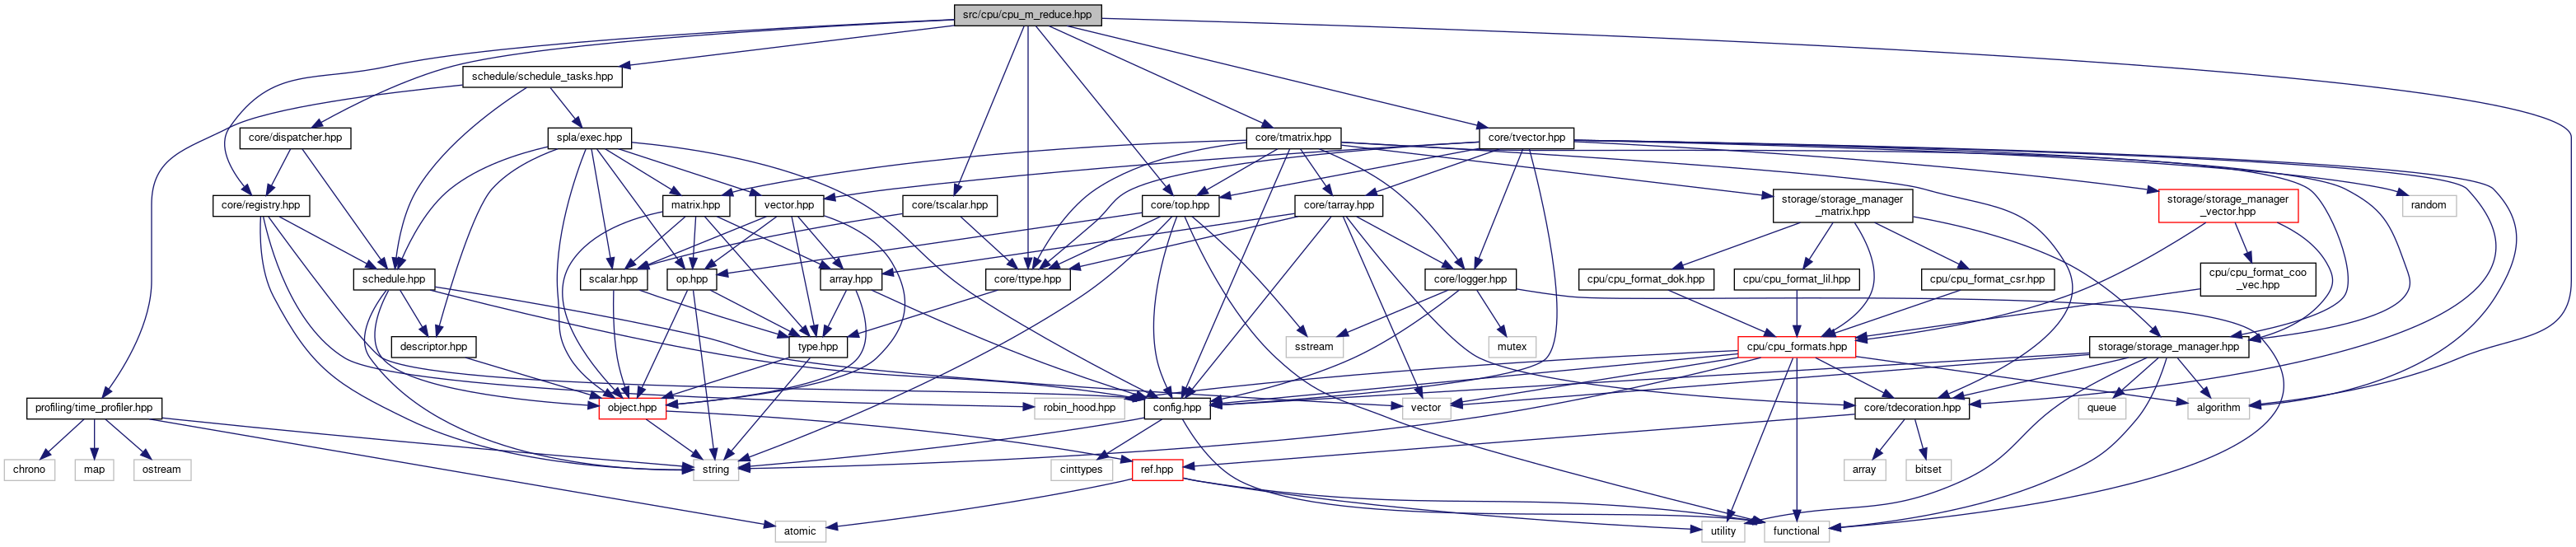 src/cpu/cpu_m_reduce.hpp
schedule/schedule_tasks.hpp
core/dispatcher.hpp
spla/exec.hpp
core/tmatrix.hpp
core/tvector.hpp
core/registry.hpp
matrix.hpp
vector.hpp
core/tscalar.hpp
core/top.hpp
core/tarray.hpp
storage/storage_manager
_matrix.hpp
storage/storage_manager
_vector.hpp
random
schedule.hpp
scalar.hpp
op.hpp
array.hpp
core/ttype.hpp
core/logger.hpp
cpu/cpu_format_dok.hpp
cpu/cpu_format_lil.hpp
cpu/cpu_format_csr.hpp
cpu/cpu_format_coo
_vec.hpp
descriptor.hpp
type.hpp
sstream
mutex
cpu/cpu_formats.hpp
storage/storage_manager.hpp
profiling/time_profiler.hpp
object.hpp
robin_hood.hpp
config.hpp
vector
core/tdecoration.hpp
queue
algorithm
chrono
map
ostream
string
cinttypes
ref.hpp
array
bitset
atomic
utility
functional